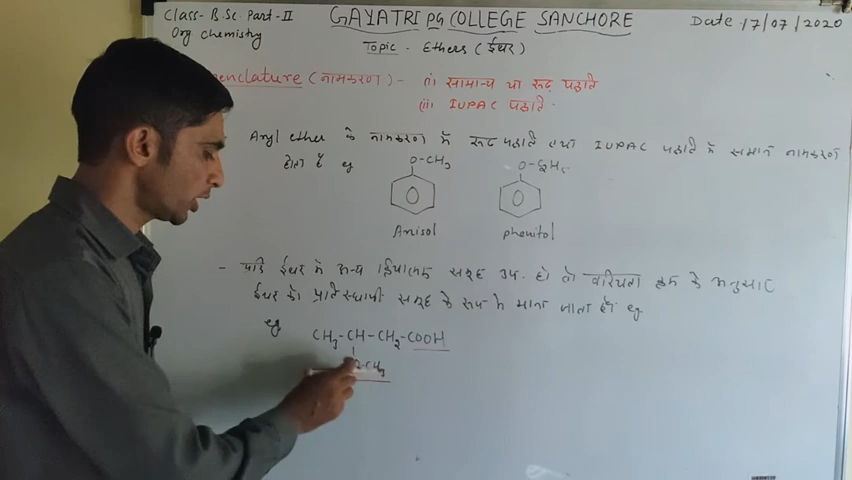 Class- B.Sc. Part-II GAYATRI PG COLLEGE SANCHORE Date.17/07/2020
Org Chemistry
Topic - Ethers (ईथर)
nenclature (नामकरण) - (i) सामान्य या रूढ़ पद्धति
(ii) IUPAC पद्धति
Aryl ether के नामकरण में रूढ़ पद्धति तथा IUPAC पद्धति में समान नामकरण
होता है eg
O-CH3 O-C2H5
Anisol phenitol
- यदि ईथर में अन्य क्रियात्मक समूह उप. हो तो वरियता क्रम के अनुसार
ईथर को प्रतिस्थापी समूह के रूप में माना जाता है eg
eg CH3-CH-CH2-COOH
O-CH3